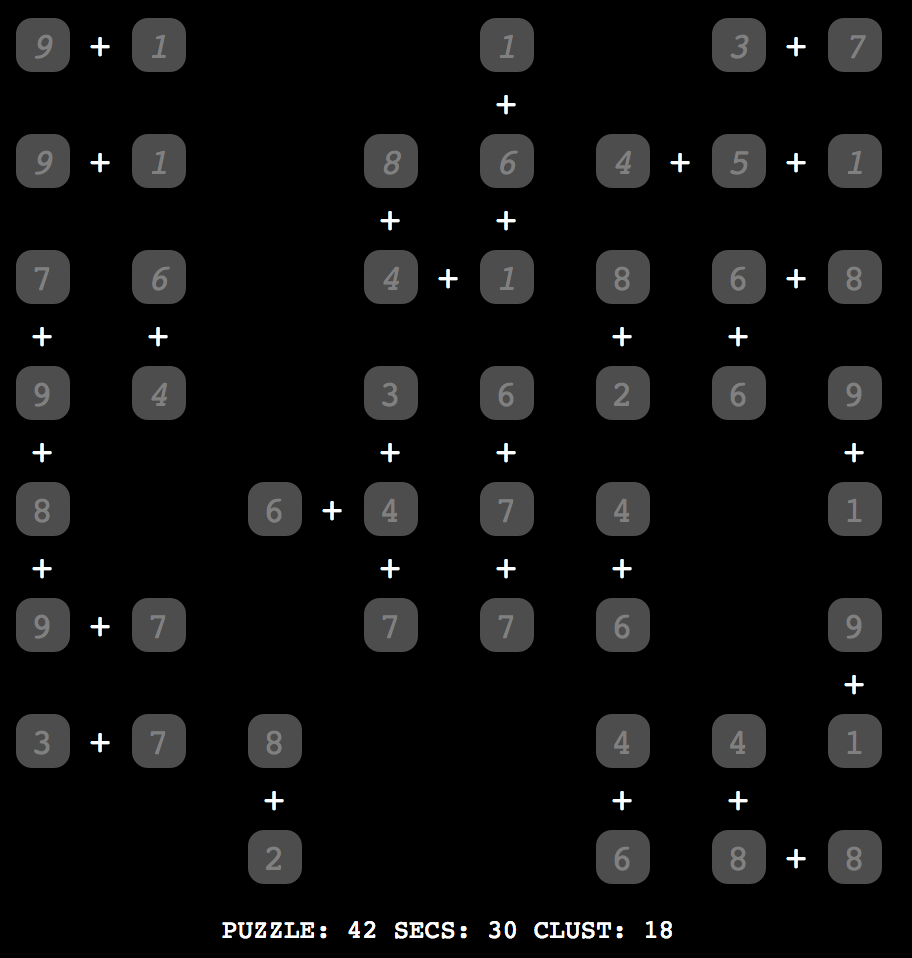 9 + 1 1 3 + 7
+
9 + 1 8 6 4 + 5 + 1
+ +
7 6 4 + 1 8 6 + 8
+ + + +
9 4 3 6 2 6 9
+ + + +
8 6 + 4 7 4 1
+ + + +
9 + 7 7 7 6 9
+
3 + 7 8 4 4 1
+ + +
2 6 8 + 8
PUZZLE: 42 SECS: 30 CLUST: 18